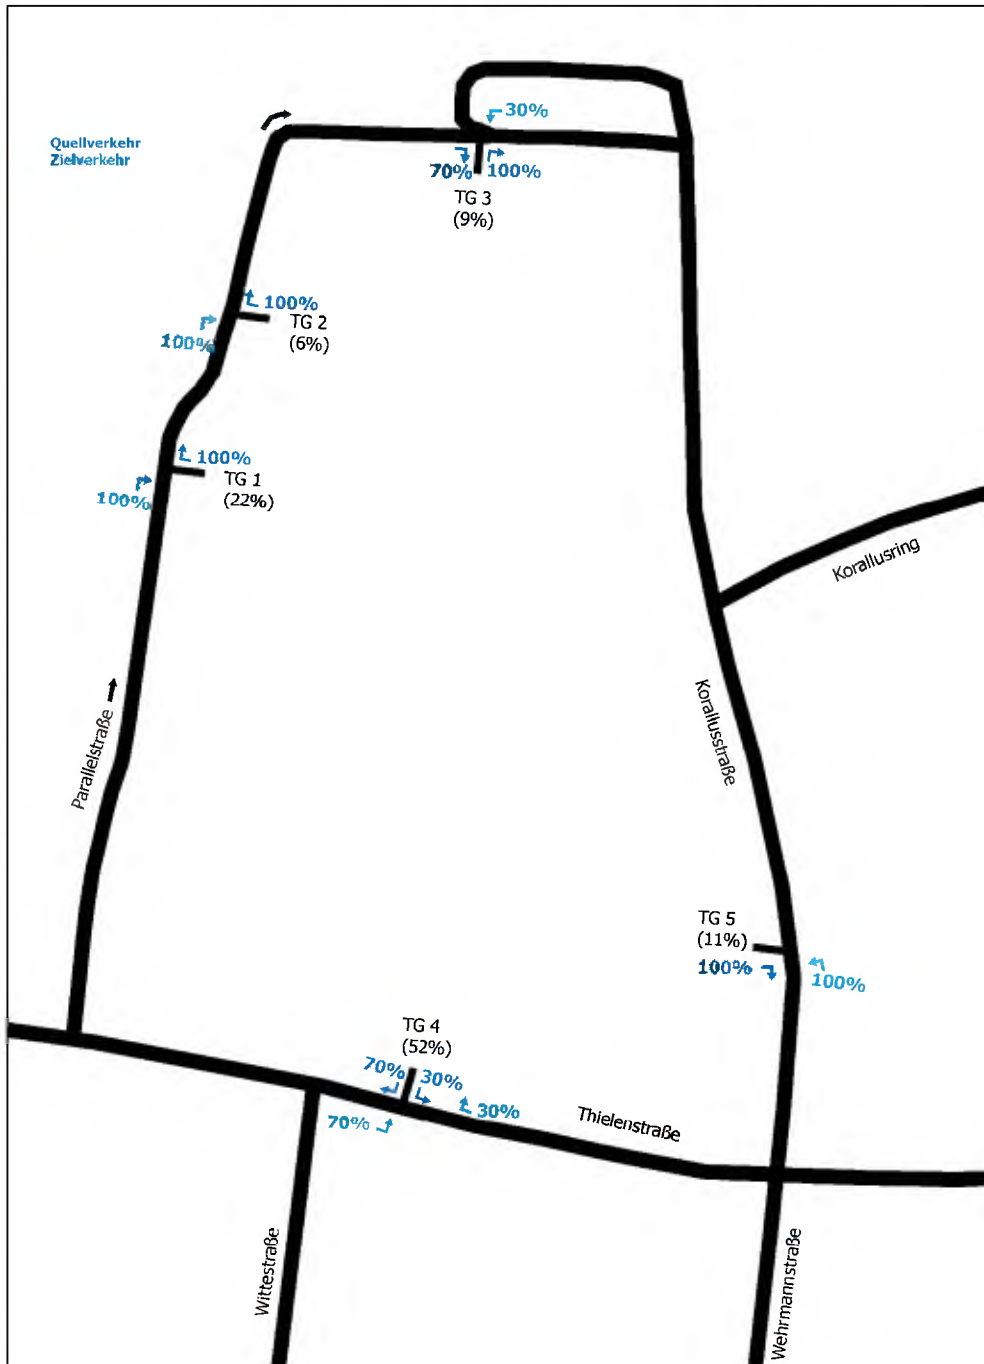 30%
Quellverkehr
Zielverkehr
70% 100%
TG 3
(9%)
100%
TG 2
(6%)
100%
100%
TG 1
(22%)
100%
Korallusring
Korallusstraße
Parallelstraße
TG 5
(11%)
100%
100%
TG 4
(52%)
70%
30%
30%
70%
Thielenstraße
Wittestraße
Wehrmannstraße